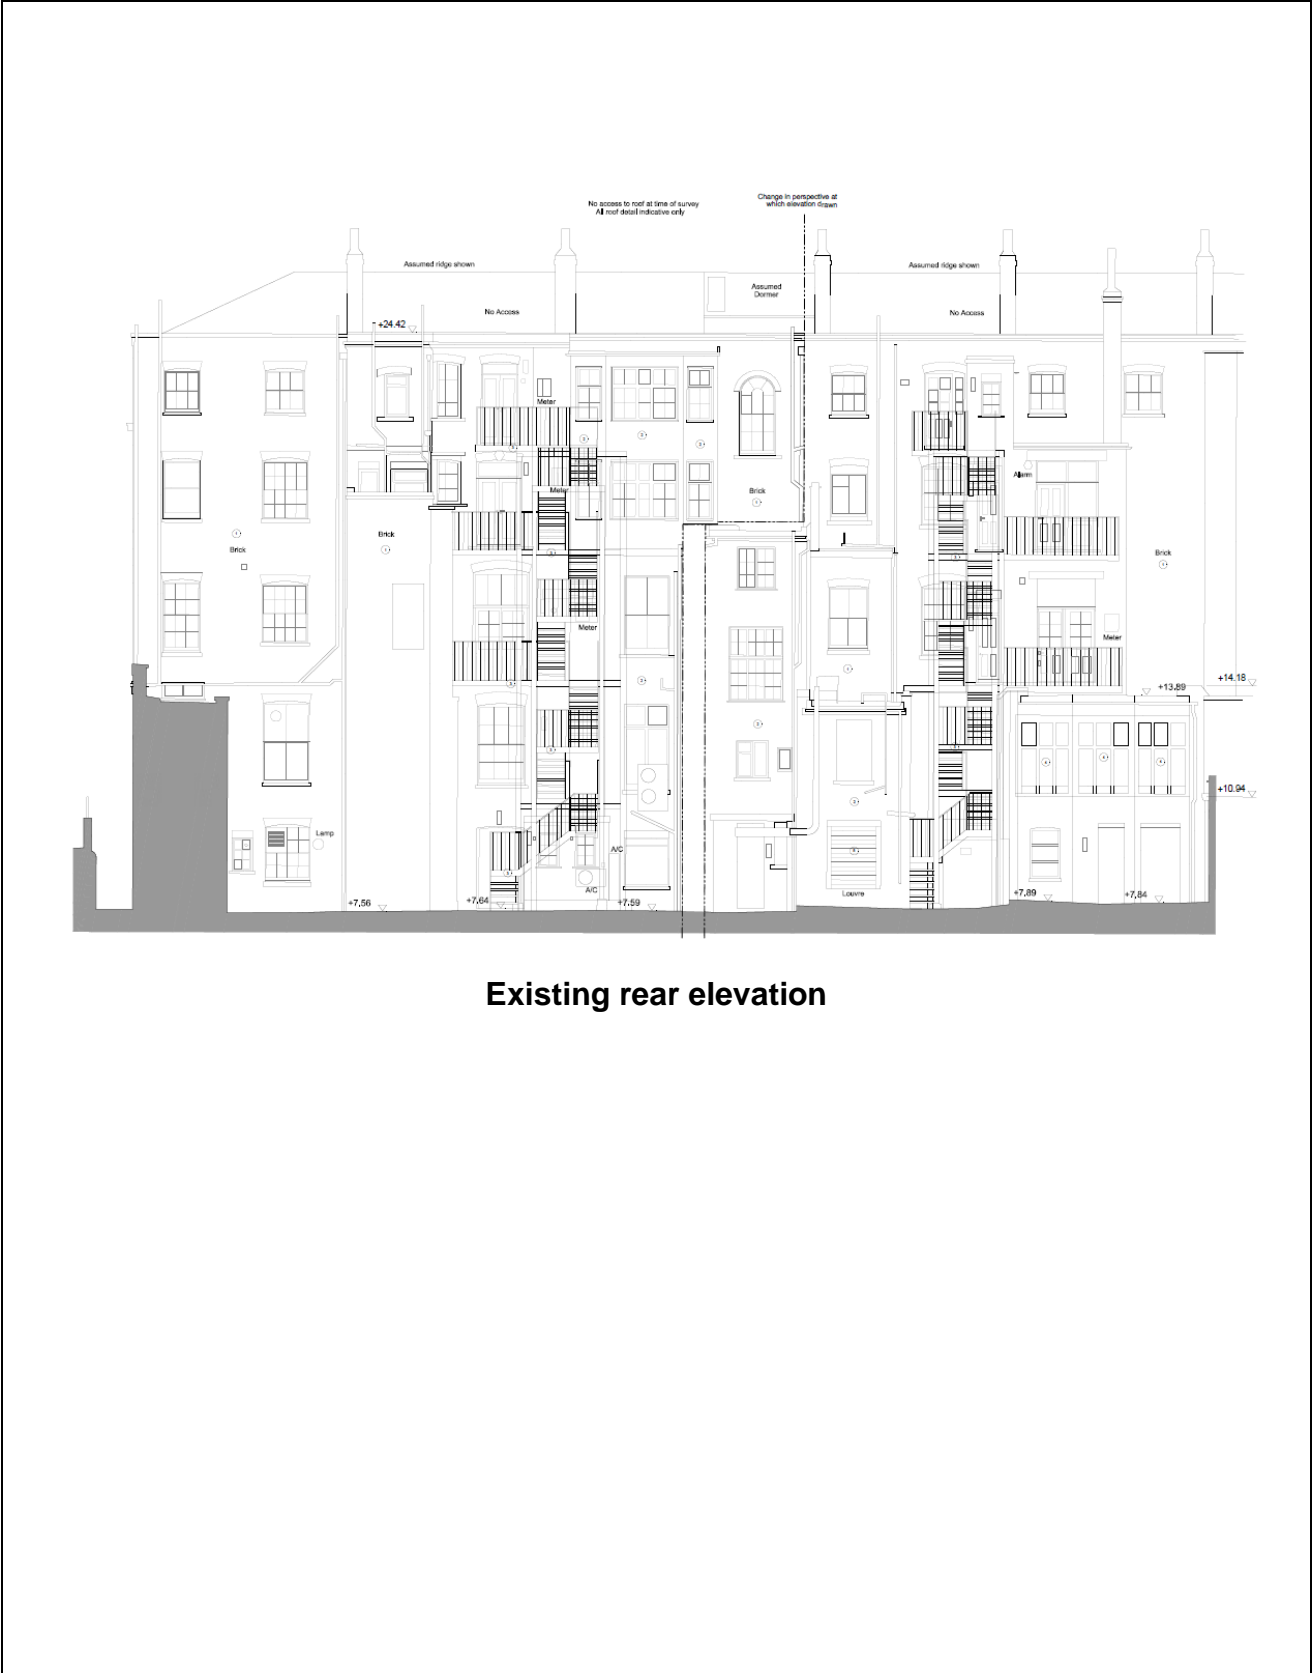 No access to roof at time of survey
All roof detail indicative only
Change in perspective at
which elevation drawn
Assumed ridge shown
Assumed ridge shown
Assumed
Dormer
No Access
No Access
+24.42
Meter
Alarm
Meter
Brick
Brick
Brick
Brick
Meter
Meter
+14.18
+13.89
+10.94
Lamp
A/C
A/C
Louvre
+7.56
+7.64
+7.59
+7.89
+7.84
Existing rear elevation